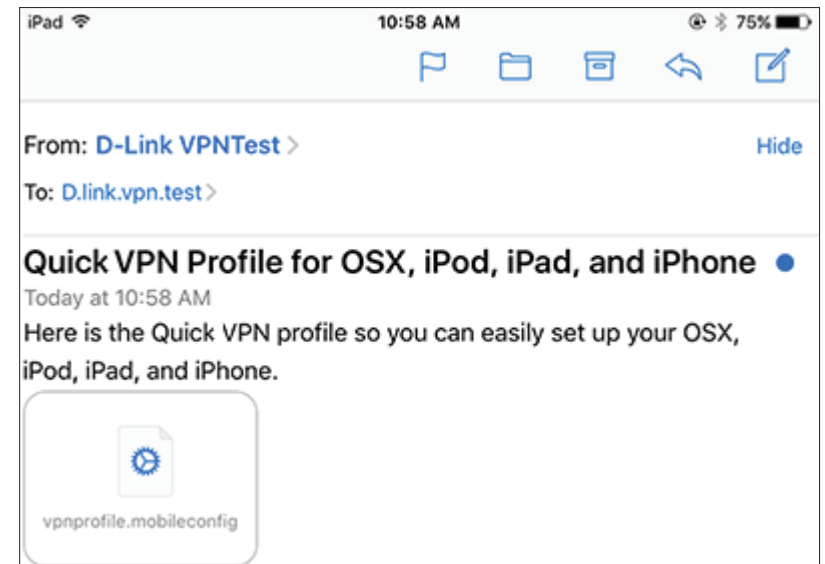 iPad 10:58 AM 75%
From: D-Link VPNTest Hide
To: D.link.vpn.test
Quick VPN Profile for OSX, iPod, iPad, and iPhone
Today at 10:58 AM
Here is the Quick VPN profile so you can easily set up your OSX,
iPod, iPad, and iPhone.
vpnprofile.mobileconfig